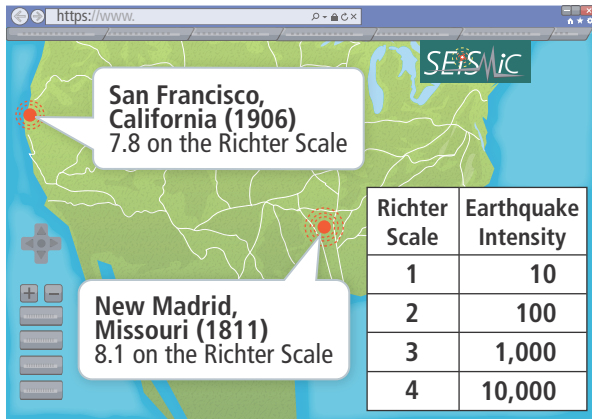 https://www.
SEiSMiC
San Francisco,
California (1906)
7.8 on the Richter Scale
New Madrid,
Missouri (1811)
8.1 on the Richter Scale
Richter Scale Earthquake Intensity
1 10
2 100
3 1,000
4 10,000